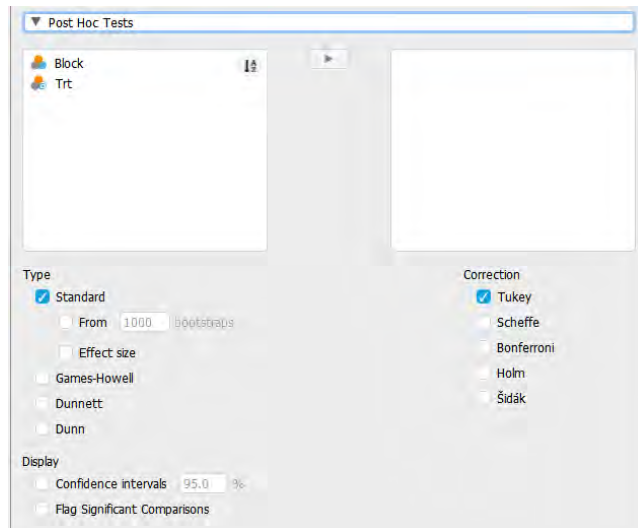 ▼ Post Hoc Tests
Block
Trt
Type
Standard
From 1000 bootstraps
Effect size
Games-Howell
Dunnett
Dunn
Display
Confidence intervals 95.0 %
Flag Significant Comparisons
Correction
Tukey
Scheffe
Bonferroni
Holm
Šidák